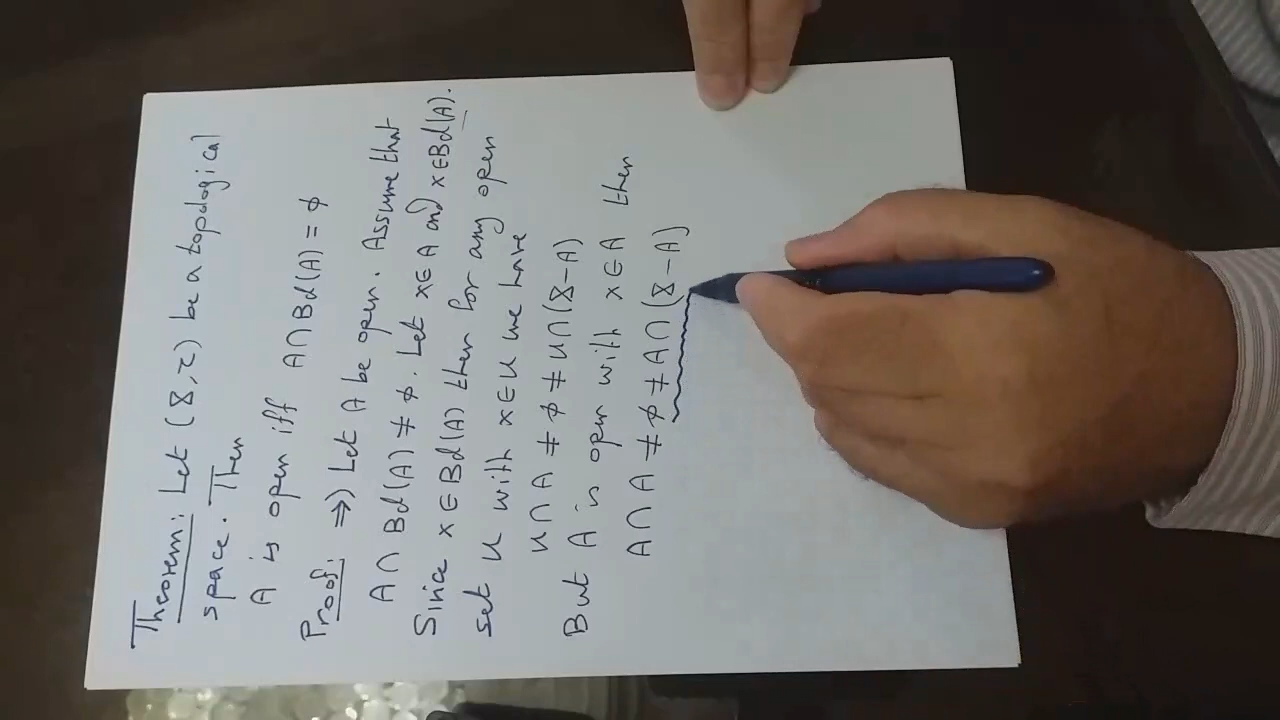 Theorem: Let (X, τ) be a topological
space. Then
A is open iff A ∩ Bd(A) = ϕ
Proof: ⇒) Let A be open. Assume that
A ∩ Bd(A) ≠ ϕ. Let x ∈ A and x ∈ Bd(A).
Since x ∈ Bd(A) then for any open
set U with x ∈ U we have
U ∩ A ≠ ϕ ≠ U ∩ (X - A)
But A is open with x ∈ A then
A ∩ A ≠ ϕ ≠ A ∩ (X - A)